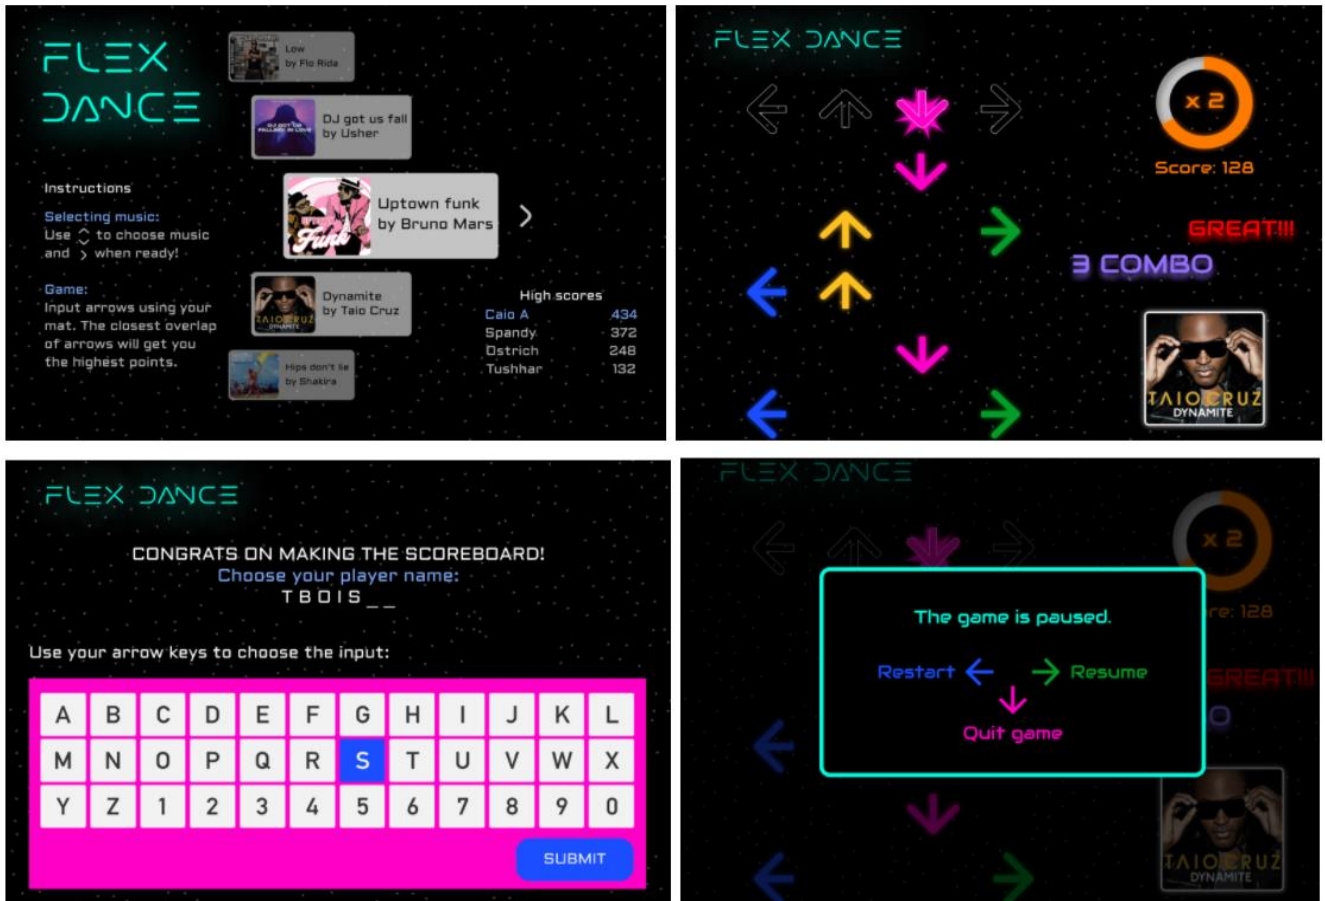 FLEX
DANCE
Low
by Flo Rida
DJ got us fall
by Usher
Uptown funk
by Bruno Mars
Funk
Dynamite
by Taio Cruz
TAIO CRUZ
DYNAMITE
Hips don't lie
by Shakira
Instructions
Selecting music:
Use to choose music
and > when ready!
Game:
Input arrows using your
mat. The closest overlap
of arrows will get you
the highest points.
High scores
Caio A 434
Spandy 372
Ostrich 248
Tushhar 132
FLEX DANCE
x 2
Score: 128
GREAT!!!
3 COMBO
TAIO CRUZ
DYNAMITE
FLEX DANCE
CONGRATS ON MAKING THE SCOREBOARD!
Choose your player name:
T B O I S _ _
Use your arrow keys to choose the input:
A B C D E F G H I J K L
M N O P Q R S T U V W X
Y Z 1 2 3 4 5 6 7 8 9 0
SUBMIT
FLEX DANCE
x 2
re: 128
GREAT!!!
O
The game is paused.
Restart ← → Resume
↓
Quit game
TAIO CRUZ
DYNAMITE